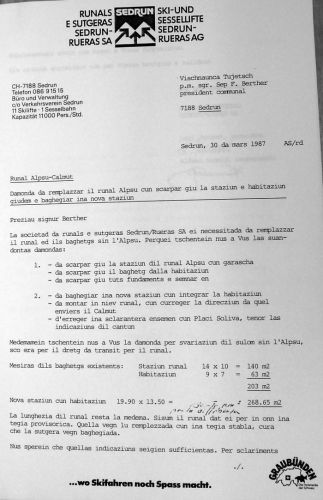 RUNALS
E SUTGERAS
SEDRUN-
RUERAS SA
SEDRUN
SKI-UND
SESSELLIFTE
SEDRUN-
RUERAS AG
CH-7188 Sedrun
Telefon 086 9 15 15
Büro und Verwaltung
c/o Verkehrsverein Sedrun
11 Skilifte · 1 Sesselbahn
Kapazität 11000 Pers./Std.
Vischnaunca Tujetsch
p.m. sgr. Sep F. Berther
president communal
7188 Sedrun
Sedrun, 30 da mars 1987 AS/rd
Runal Alpsu-Calmut
Damonda da remplazzar il runal Alpsu cun scarpar giu la staziun e habitaziun
giudem e baghegiar ina nova staziun
Preziau signur Berther
La societad da runals e sutgeras Sedrun/Rueras SA ei necessitada da remplazzar
il runal ed ils baghetgs sin l'Alpsu. Perquei tschentein nus a Vus las suan-
dontas damondas:
1. - da scarpar giu la staziun dil runal Alpsu cun garascha
- da scarpar giu il baghetg dalla habitaziun
- da scarpar giu tuts fundaments e semnar en
2. - da baghegiar ina nova staziun cun integrar la habitaziun
- da montar in niev runal, cun curreger la direcziun da quel
enviers il Calmut
- d'erreger ina sclarantera ensemen cun Placi Soliva, tenor las
indicaziuns dil cantun
Medemamein tschentein nus a Vus la damonda per svariaziun dil sulom sin l'Alpsu,
scu era per il dretg da transit per il runal.
Mesiras dils baghetgs existents: Staziun runal 14 x 10 = 140 m2
Habitaziun 9 x 7 = 63 m2
203 m2
Nova staziun cun habitaziun 19.90 x 13.50 = 268.65 m2
La lunghezia dil runal resta la nedema. Sisum il runal dat ei per in onn ina
tegia provisorica. Quella vegn lu remplazzada cun ina tegia stabla, cura
che la sutgera vegn baghegiada.
Nus sperein che quellas indicaziuns seigien sufficientas. Per sclariments
./.
...wo Skifahren noch Spass macht.
GRAUBÜNDEN